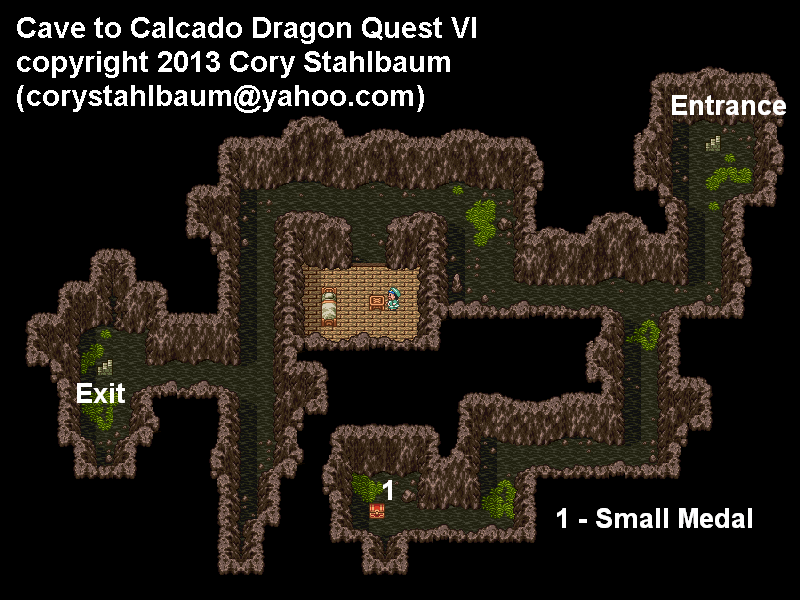 Cave to Calcado Dragon Quest VI
copyright 2013 Cory Stahlbaum
(corystahlbaum@yahoo.com)
Entrance
Exit
1
1 - Small Medal